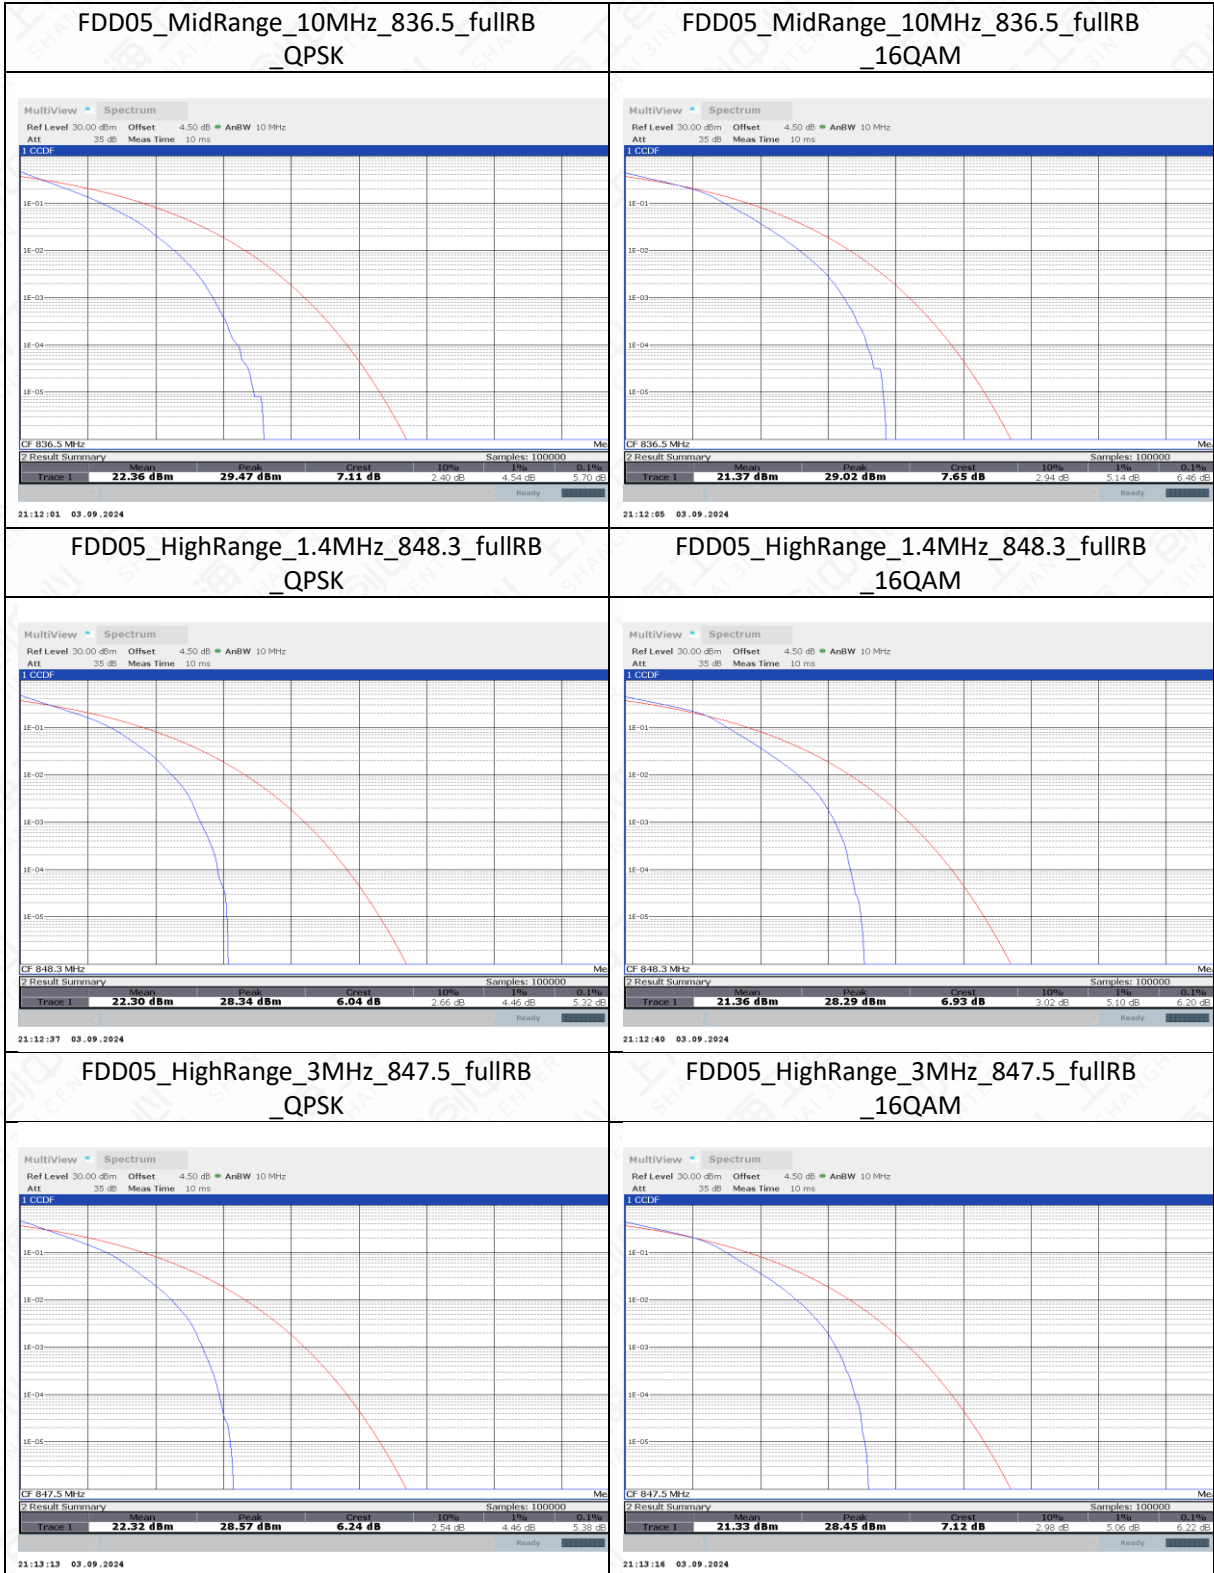 FDD05_MidRange_10MHz_836.5_fullRB
_QPSK
MultiView Spectrum
Ref Level 30.00 dBm Offset 4.50 dB AnBW 10 MHz
Att 35 dB Meas Time 10 ms
1 CCDF
1E-01
1E-02
1E-03
1E-04
1E-05
CF 836.5 MHz Me
2 Result Summary Samples: 100000
Mean Peak Crest 10% 1% 0.1%
Trace 1 22.36 dBm 29.47 dBm 7.11 dB 2.40 dB 4.54 dB 5.70 dB
Ready
21:12:01 03.09.2024
FDD05_MidRange_10MHz_836.5_fullRB
_16QAM
MultiView Spectrum
Ref Level 30.00 dBm Offset 4.50 dB AnBW 10 MHz
Att 35 dB Meas Time 10 ms
1 CCDF
1E-01
1E-02
1E-03
1E-04
1E-05
CF 836.5 MHz Me
2 Result Summary Samples: 100000
Mean Peak Crest 10% 1% 0.1%
Trace 1 21.37 dBm 29.02 dBm 7.65 dB 2.94 dB 5.14 dB 6.46 dB
Ready
21:12:05 03.09.2024
FDD05_HighRange_1.4MHz_848.3_fullRB
_QPSK
MultiView Spectrum
Ref Level 30.00 dBm Offset 4.50 dB AnBW 10 MHz
Att 35 dB Meas Time 10 ms
1 CCDF
1E-01
1E-02
1E-03
1E-04
1E-05
CF 848.3 MHz Me
2 Result Summary Samples: 100000
Mean Peak Crest 10% 1% 0.1%
Trace 1 22.30 dBm 28.34 dBm 6.04 dB 2.66 dB 4.46 dB 5.32 dB
Ready
21:12:37 03.09.2024
FDD05_HighRange_1.4MHz_848.3_fullRB
_16QAM
MultiView Spectrum
Ref Level 30.00 dBm Offset 4.50 dB AnBW 10 MHz
Att 35 dB Meas Time 10 ms
1 CCDF
1E-01
1E-02
1E-03
1E-04
1E-05
CF 848.3 MHz Me
2 Result Summary Samples: 100000
Mean Peak Crest 10% 1% 0.1%
Trace 1 21.36 dBm 28.29 dBm 6.93 dB 3.02 dB 5.10 dB 6.20 dB
Ready
21:12:40 03.09.2024
FDD05_HighRange_3MHz_847.5_fullRB
_QPSK
MultiView Spectrum
Ref Level 30.00 dBm Offset 4.50 dB AnBW 10 MHz
Att 35 dB Meas Time 10 ms
1 CCDF
1E-01
1E-02
1E-03
1E-04
1E-05
CF 847.5 MHz Me
2 Result Summary Samples: 100000
Mean Peak Crest 10% 1% 0.1%
Trace 1 22.32 dBm 28.57 dBm 6.24 dB 2.54 dB 4.46 dB 5.38 dB
Ready
21:13:13 03.09.2024
FDD05_HighRange_3MHz_847.5_fullRB
_16QAM
MultiView Spectrum
Ref Level 30.00 dBm Offset 4.50 dB AnBW 10 MHz
Att 35 dB Meas Time 10 ms
1 CCDF
1E-01
1E-02
1E-03
1E-04
1E-05
CF 847.5 MHz Me
2 Result Summary Samples: 100000
Mean Peak Crest 10% 1% 0.1%
Trace 1 21.33 dBm 28.45 dBm 7.12 dB 2.98 dB 5.06 dB 6.22 dB
Ready
21:13:16 03.09.2024